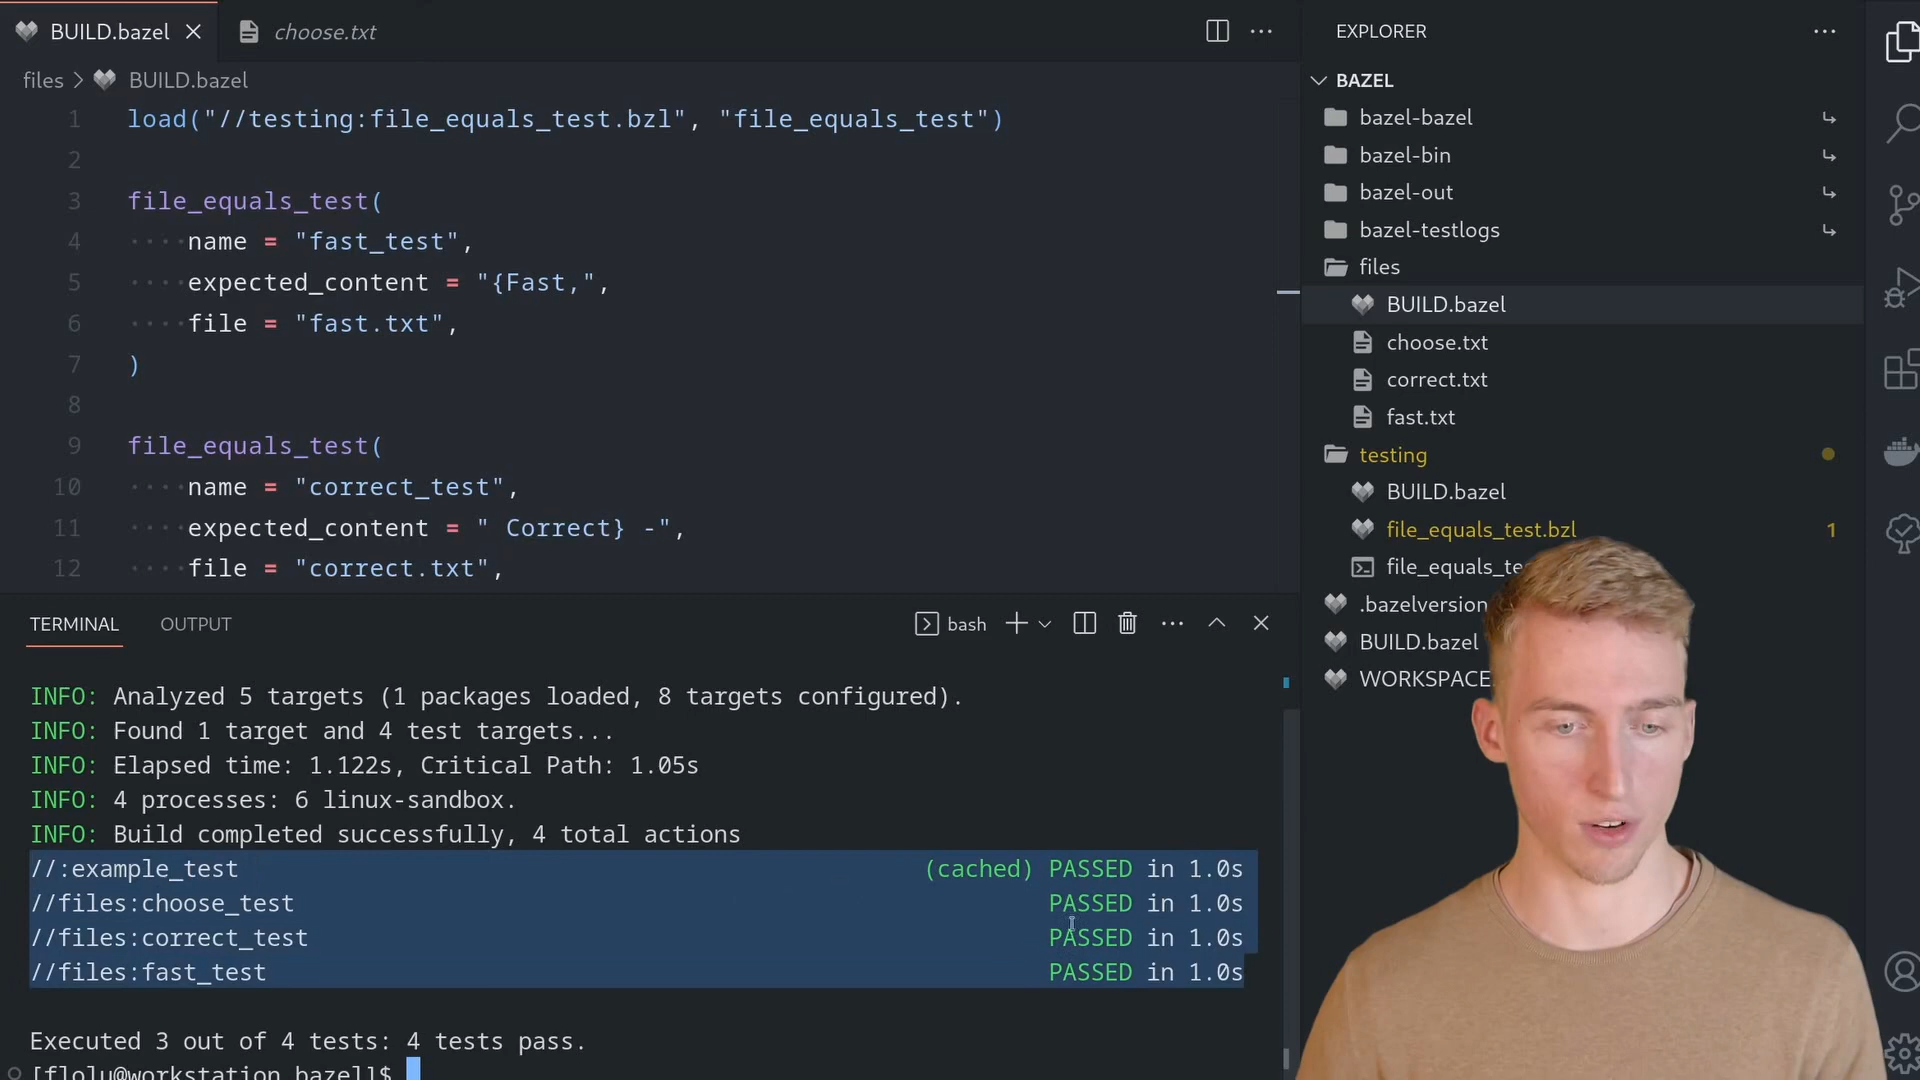 BUILD.bazel
choose.txt
files > BUILD.bazel
1 load("//testing:file_equals_test.bzl", "file_equals_test")
2
3 file_equals_test(
4 ····name = "fast_test",
5 ····expected_content = "{Fast,",
6 ····file = "fast.txt",
7 )
8
9 file_equals_test(
10 ····name = "correct_test",
11 ····expected_content = " Correct} -",
12 ····file = "correct.txt",
TERMINAL
OUTPUT
bash
INFO: Analyzed 5 targets (1 packages loaded, 8 targets configured).
INFO: Found 1 target and 4 test targets...
INFO: Elapsed time: 1.122s, Critical Path: 1.05s
INFO: 4 processes: 6 linux-sandbox.
INFO: Build completed successfully, 4 total actions
//:example_test (cached) PASSED in 1.0s
//files:choose_test PASSED in 1.0s
//files:correct_test PASSED in 1.0s
//files:fast_test PASSED in 1.0s
Executed 3 out of 4 tests: 4 tests pass.
[flolu@workstation bazel]$
EXPLORER
BAZEL
bazel-bazel
bazel-bin
bazel-out
bazel-testlogs
files
BUILD.bazel
choose.txt
correct.txt
fast.txt
testing
BUILD.bazel
file_equals_test.bzl 1
file_equals_te
.bazelversion
BUILD.bazel
WORKSPACE